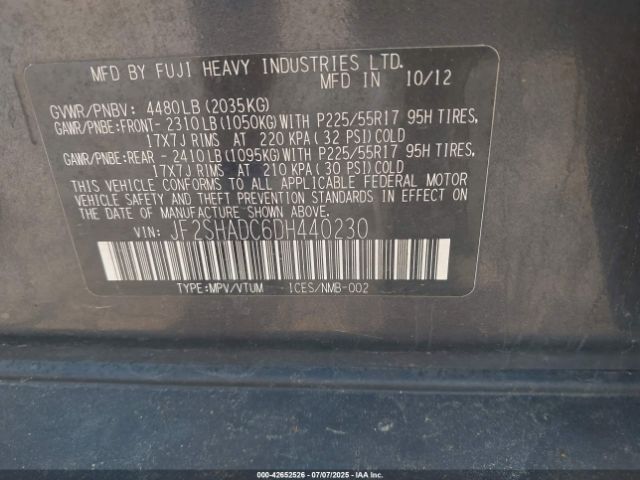 MFD BY FUJI HEAVY INDUSTRIES LTD.
MFD IN 10/12
GVWR/PNBV: 4480LB (2035KG)
GAWR/PNBE:FRONT- 2310LB (1050KG) WITH P225/55R17 95H TIRES,
17X7J RIMS AT 220 KPA (32 PSI) COLD
GAWR/PNBE:REAR - 2410LB (1095KG) WITH P225/55R17 95H TIRES,
17X7J RIMS AT 210 KPA (30 PSI) COLD
THIS VEHICLE CONFORMS TO ALL APPLICABLE FEDERAL MOTOR
VEHICLE SAFETY AND THEFT PREVENTION STANDARDS IN EFFECT
ON THE DATE OF MANUFACTURE SHOWN ABOVE.
VIN: JF2SHADC6DH440230
TYPE:MPV/VTUM ICES/NMB-002
000-42652526 07/07/2025 IAAI.COM